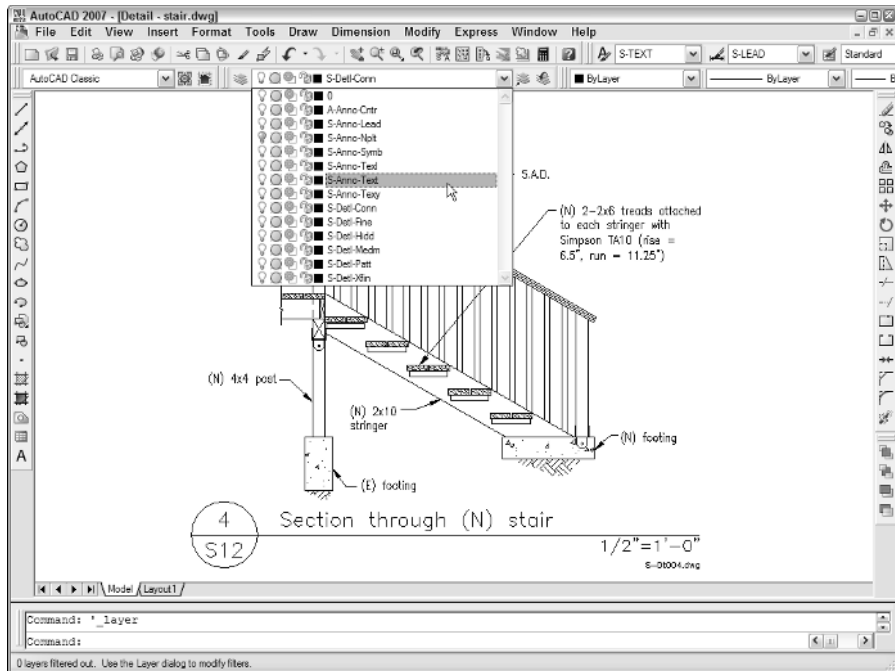 AutoCAD 2007 - [Detail - stair.dwg]
File Edit View Insert Format Tools Draw Dimension Modify Express Window Help
S-TEXT S-LEAD Standard
AutoCAD Classic S-Detl-Conn ByLayer ByLayer
0
A-Anno-Cntr
S-Anno-Lead
S-Anno-Nplt
S-Anno-Symb
S-Anno-Texl
S-Anno-Text
S-Anno-Texy
S-Detl-Conn
S-Detl-Fine
S-Detl-Hidd
S-Detl-Medm
S-Detl-Patt
S-Detl-Xfin
S.A.D.
(N) 2-2x6 treads attached
to each stringer with
Simpson TA10 (rise =
6.5", run = 11.25")
(N) 4x4 post
(N) 2x10
stringer
(N) footing
(E) footing
4
S12
Section through (N) stair
1/2"=1'-0"
S-Dt004.dwg
A
Model Layout1
Command: '_layer
Command:
0 layers filtered out. Use the Layer dialog to modify filters.